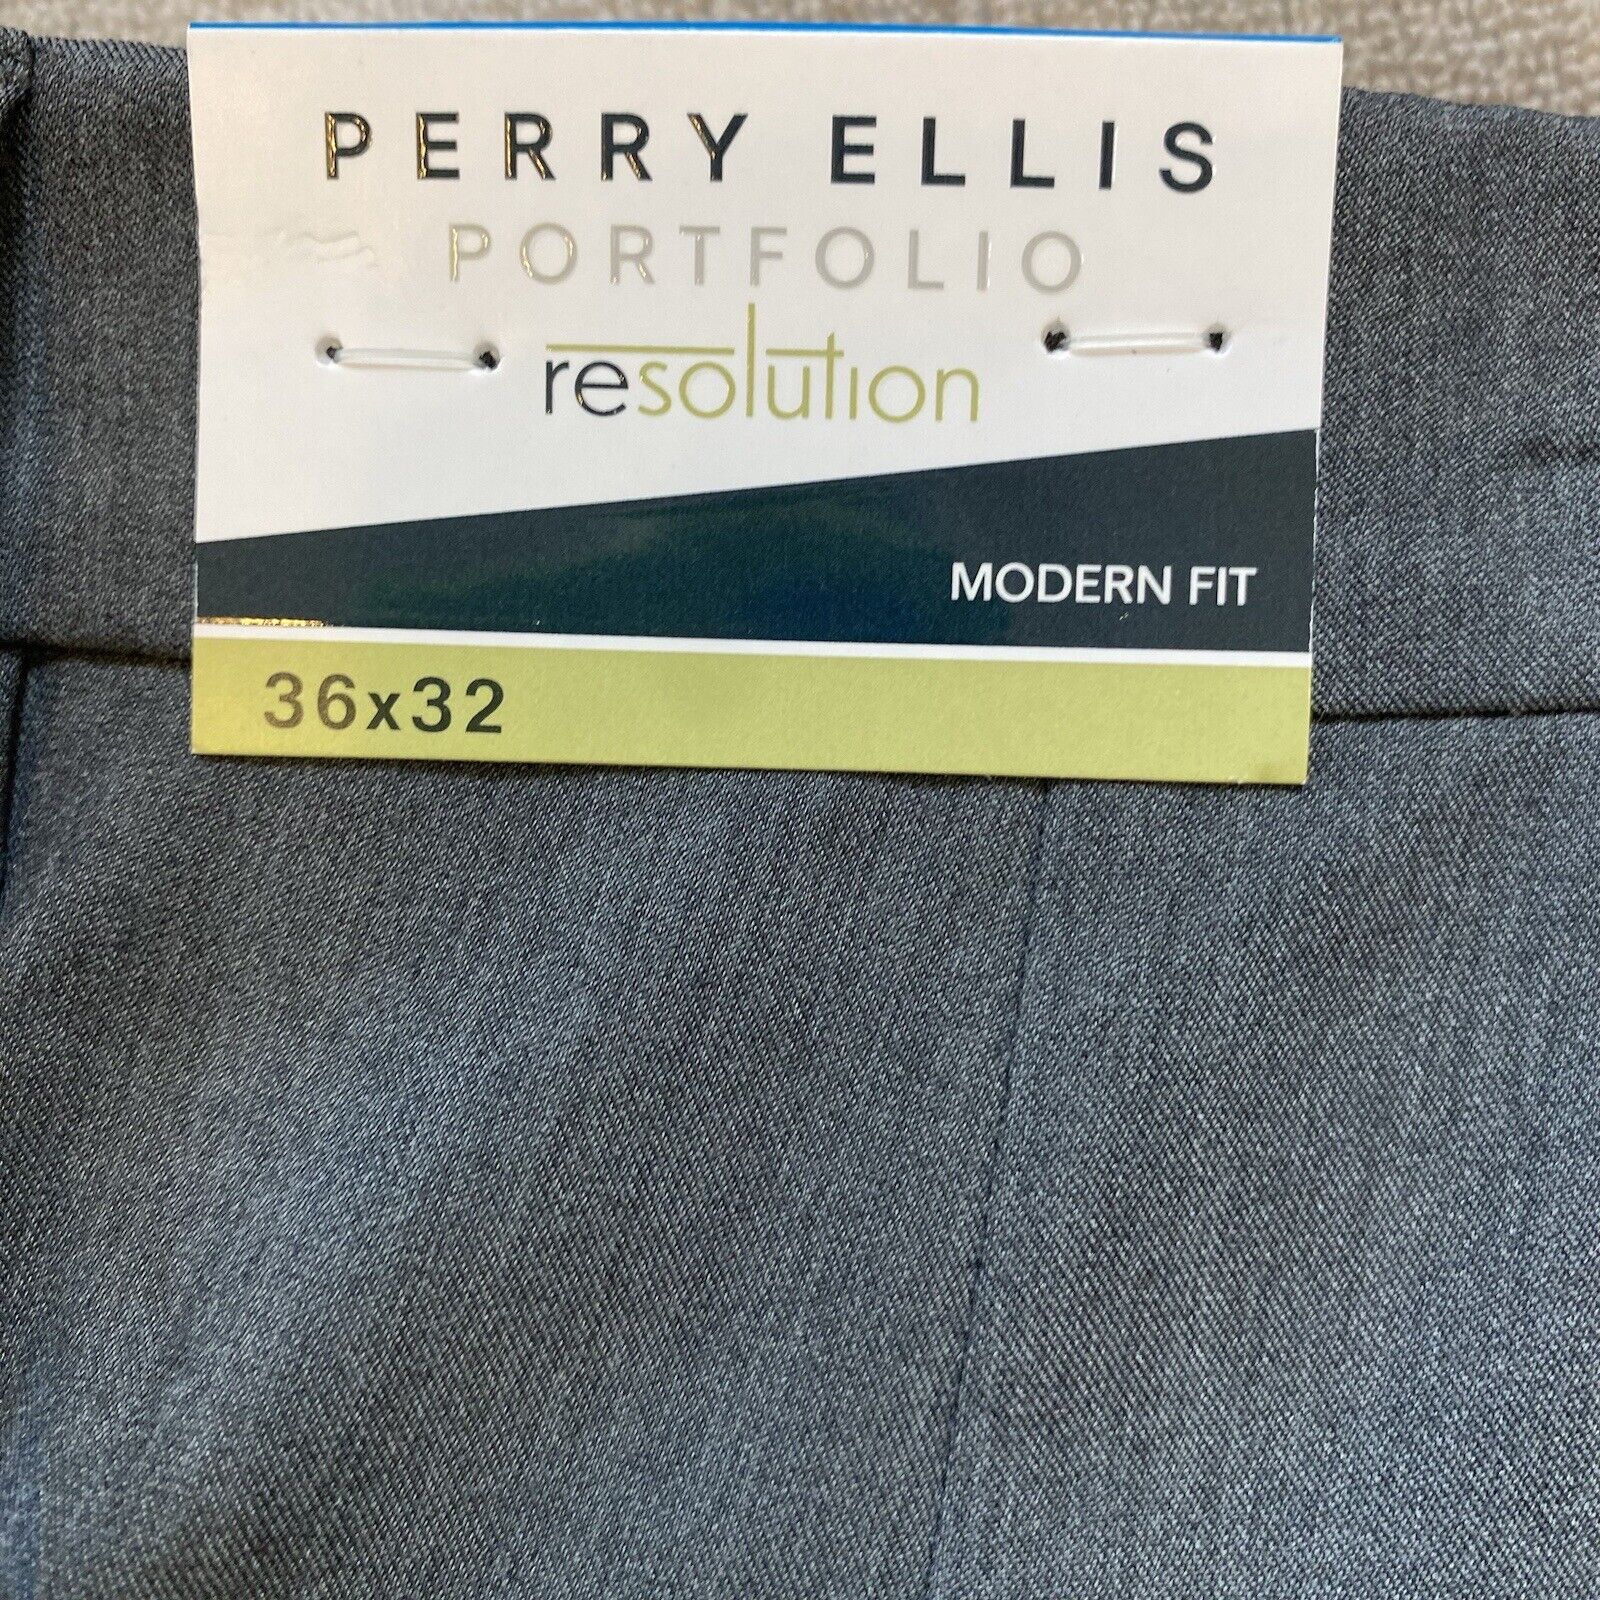 PERRY ELLIS
PORTFOLIO
resolution
MODERN FIT
36x32